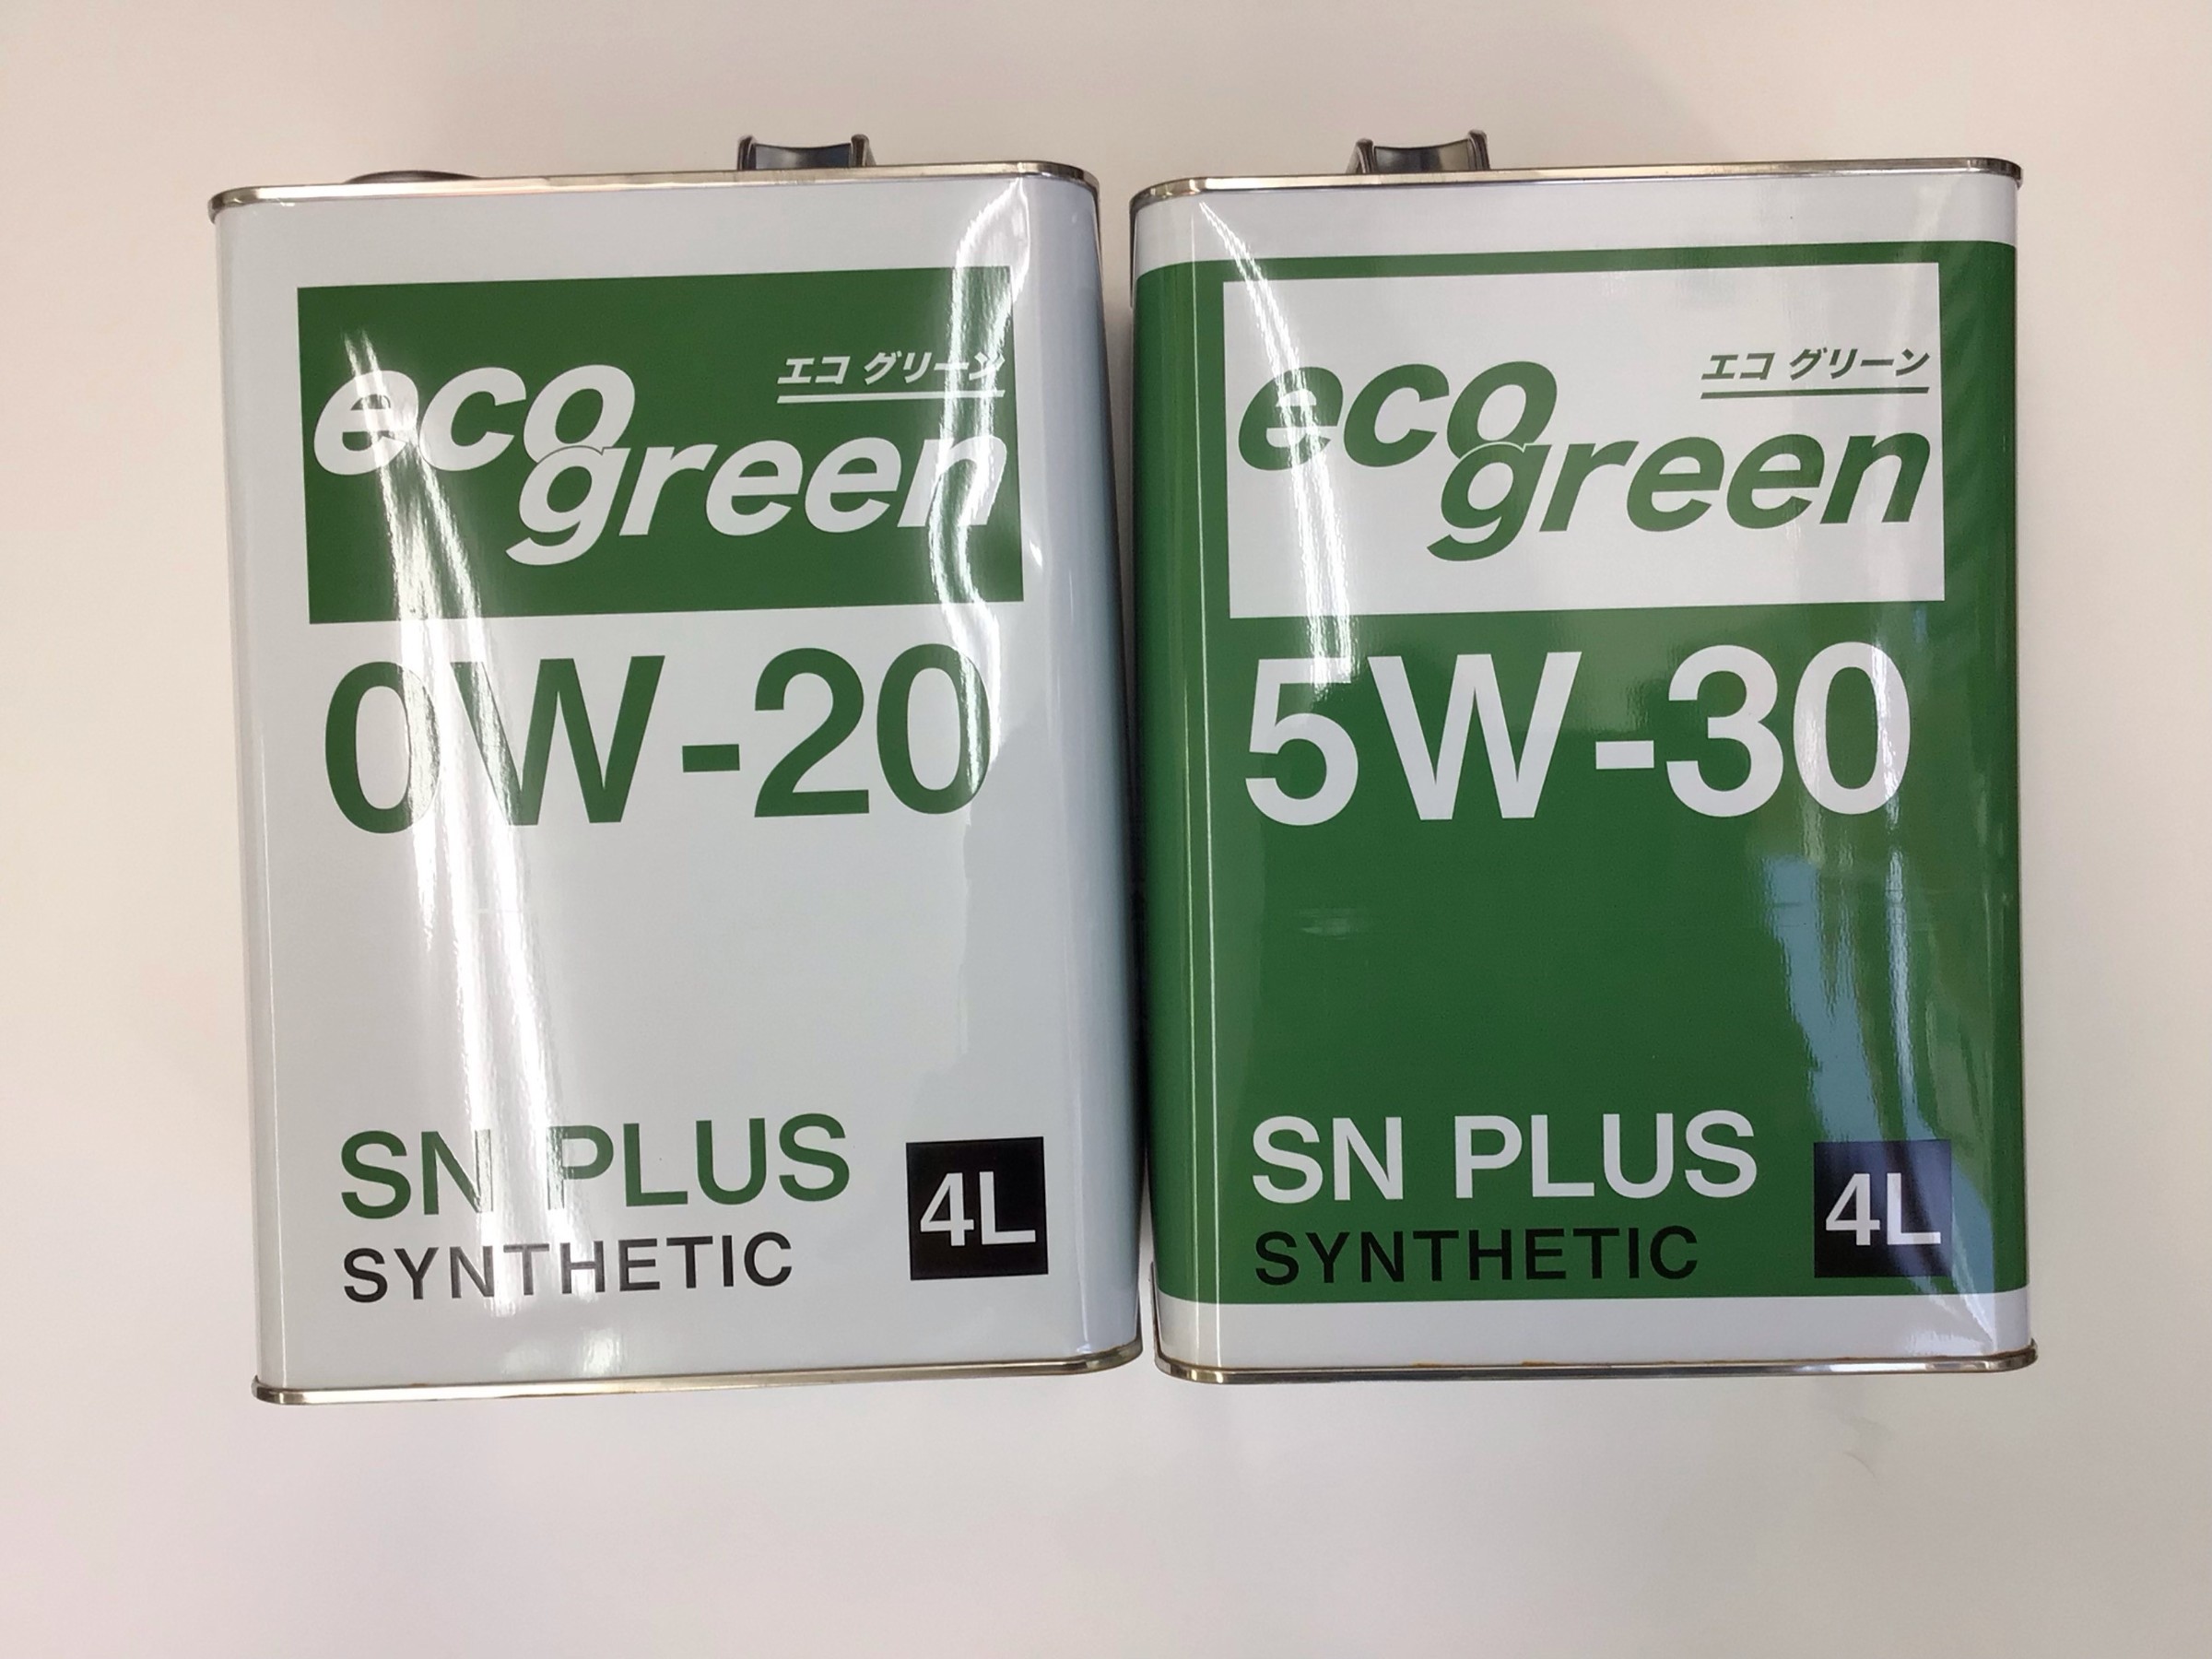 eco
エコ グリーン
green
0W-20
SN PLUS
SYNTHETIC
4L
eco
エコ グリーン
green
5W-30
SN PLUS
SYNTHETIC
4L